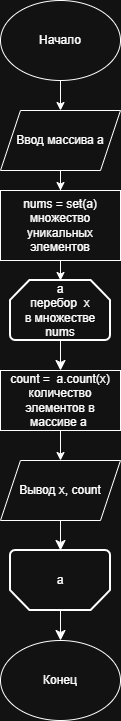 Начало
Ввод массива a
nums = set(a)
множество
уникальных
элементов
a
перебор x
в множестве
nums
count = a.count(x)
количество
элементов в
массиве a
Вывод x, count
a
Конец